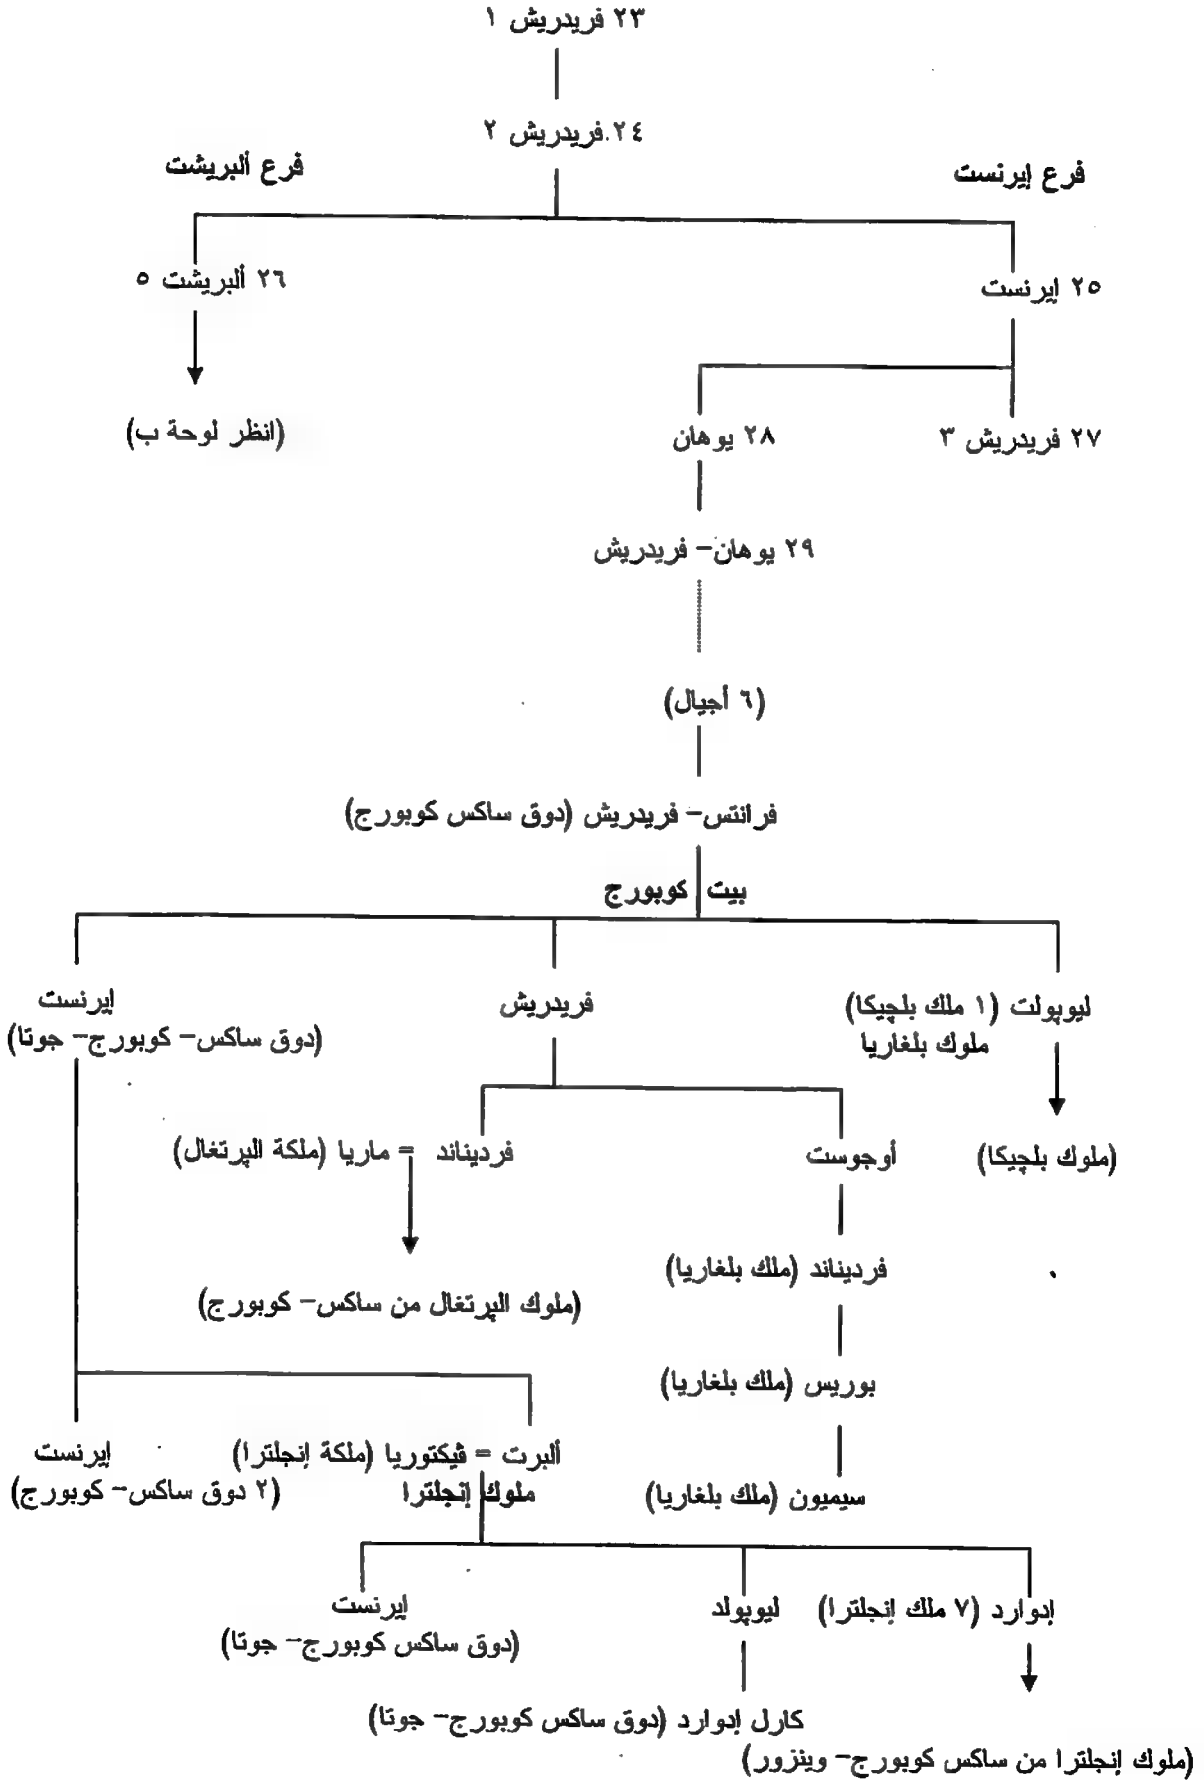 ٢٣ فريدريش ١
٢٤.فريدريش ٢
فرع إيرنست
فرع ألبريشت
٢٥ إيرنست
٢٦ ألبريشت ٥
٢٧ فريدريش ٣
٢٨ يوهان
(انظر لوحة ب)
٢٩ يوهان- فريدريش
(٦ أجيال)
فرانتس- فريدريش (دوق ساكس كوبورج)
بيت كوبورج
ليوپولت (١ ملك بلچيكا)
ملوك بلغاريا
فريدريش
إيرنست
(دوق ساكس- كوبورج- جوتا)
(ملوك بلچيكا)
أوجوست
فرديناند = ماريا (ملكة الپرتغال)
فرديناند (ملك بلغاريا)
(ملوك الپرتغال من ساكس- كوبورج)
بوريس (ملك بلغاريا)
سيميون (ملك بلغاريا)
ألبرت = ڤيكتوريا (ملكة إنجلترا)
ملوك إنجلترا
إيرنست
(٢ دوق ساكس- كوبورج)
إدوارد (٧ ملك إنجلترا)
ليوپولد
إيرنست
(دوق ساكس كوبورج- جوتا)
كارل إدوارد (دوق ساكس كوبورج- جوتا)
(ملوك إنجلترا من ساكس كوبورج- وينزور)